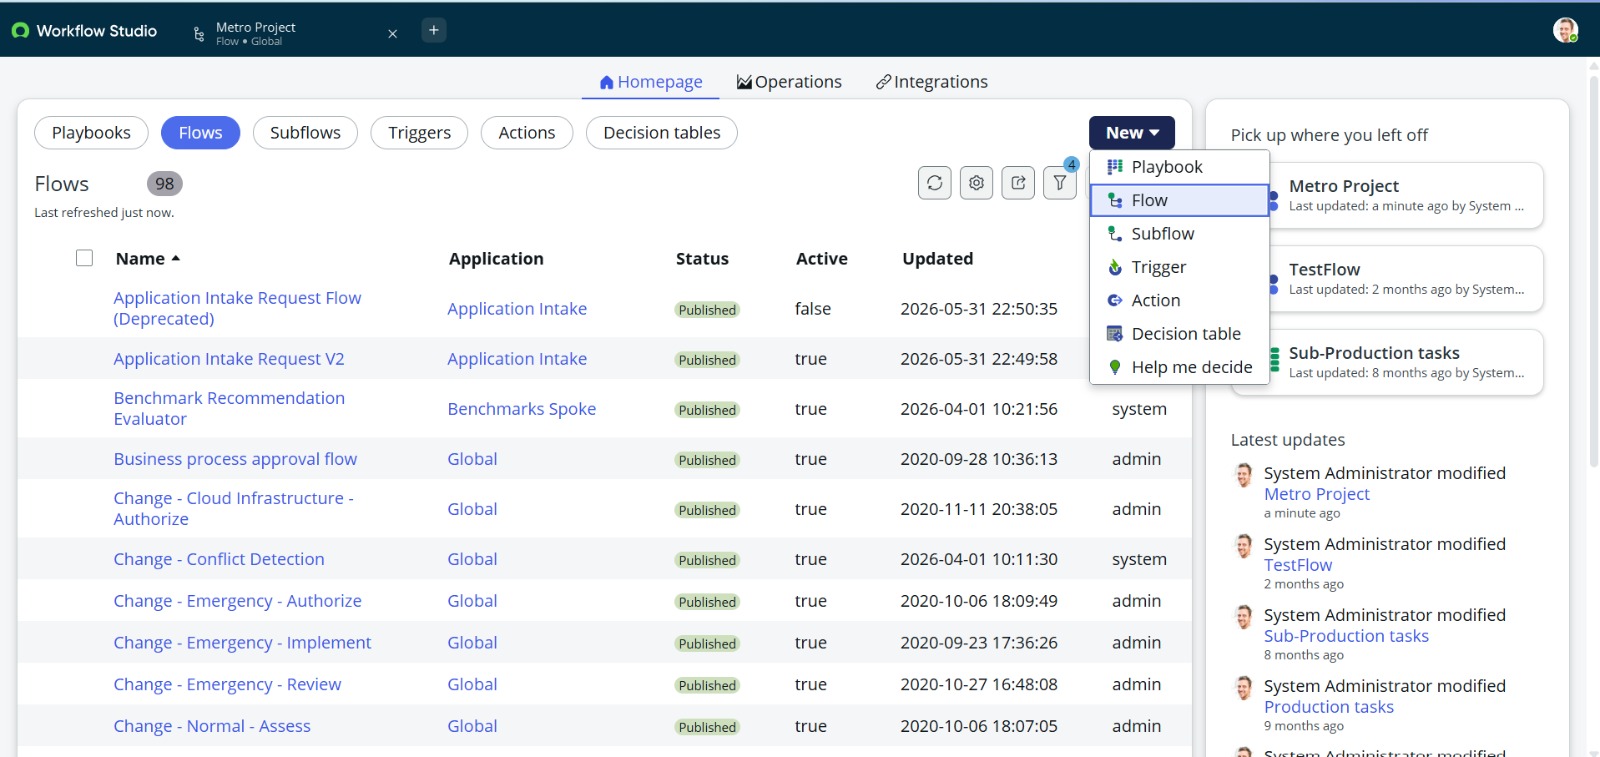 Workflow Studio
Metro Project
Flow • Global
Homepage
Operations
Integrations
Playbooks
Flows
Subflows
Triggers
Actions
Decision tables
New
Playbook
Flow
Subflow
Trigger
Action
Decision table
Help me decide
Flows 98
Last refreshed just now.
4
Name Application Status Active Updated
Application Intake Request Flow
(Deprecated)
Application Intake Published false 2026-05-31 22:50:35
Application Intake Request V2 Application Intake Published true 2026-05-31 22:49:58
Benchmark Recommendation
Evaluator
Benchmarks Spoke Published true 2026-04-01 10:21:56 system
Business process approval flow Global Published true 2020-09-28 10:36:13 admin
Change - Cloud Infrastructure -
Authorize
Global Published true 2020-11-11 20:38:05 admin
Change - Conflict Detection Global Published true 2026-04-01 10:11:30 system
Change - Emergency - Authorize Global Published true 2020-10-06 18:09:49 admin
Change - Emergency - Implement Global Published true 2020-09-23 17:36:26 admin
Change - Emergency - Review Global Published true 2020-10-27 16:48:08 admin
Change - Normal - Assess Global Published true 2020-10-06 18:07:05 admin
Pick up where you left off
Metro Project
Last updated: a minute ago by System ...
TestFlow
Last updated: 2 months ago by System...
Sub-Production tasks
Last updated: 8 months ago by System...
Latest updates
System Administrator modified
Metro Project
a minute ago
System Administrator modified
TestFlow
2 months ago
System Administrator modified
Sub-Production tasks
8 months ago
System Administrator modified
Production tasks
9 months ago
System Administrator modified